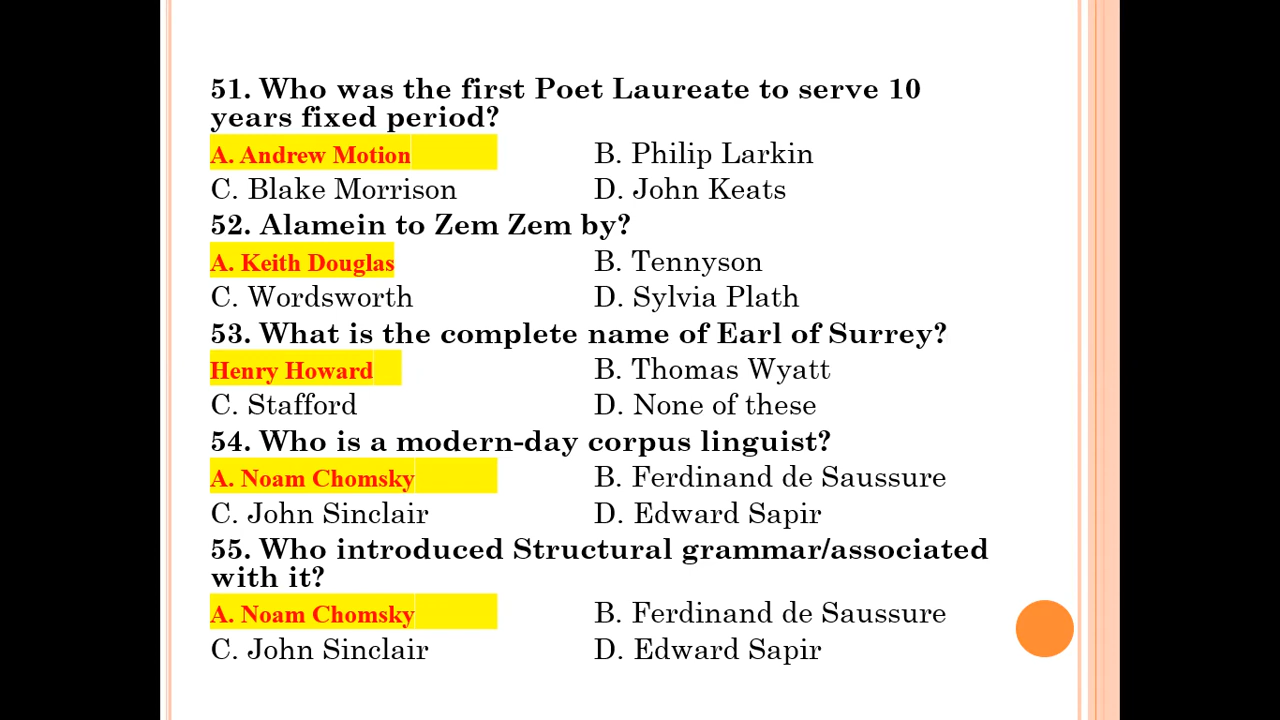 51. Who was the first Poet Laureate to serve 10
years fixed period?
A. Andrew Motion B. Philip Larkin
C. Blake Morrison D. John Keats
52. Alamein to Zem Zem by?
A. Keith Douglas B. Tennyson
C. Wordsworth D. Sylvia Plath
53. What is the complete name of Earl of Surrey?
Henry Howard B. Thomas Wyatt
C. Stafford D. None of these
54. Who is a modern-day corpus linguist?
A. Noam Chomsky B. Ferdinand de Saussure
C. John Sinclair D. Edward Sapir
55. Who introduced Structural grammar/associated
with it?
A. Noam Chomsky B. Ferdinand de Saussure
C. John Sinclair D. Edward Sapir